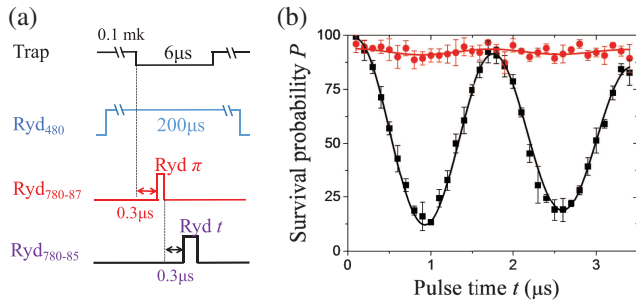 (a)
0.1 mk
Trap
6μs
Ryd480
200μs
Ryd π
Ryd780-87
0.3μs
Ryd t
Ryd780-85
0.3μs
(b)
Survival probability P
100
75
50
25
0
0
1
2
3
Pulse time t (μs)